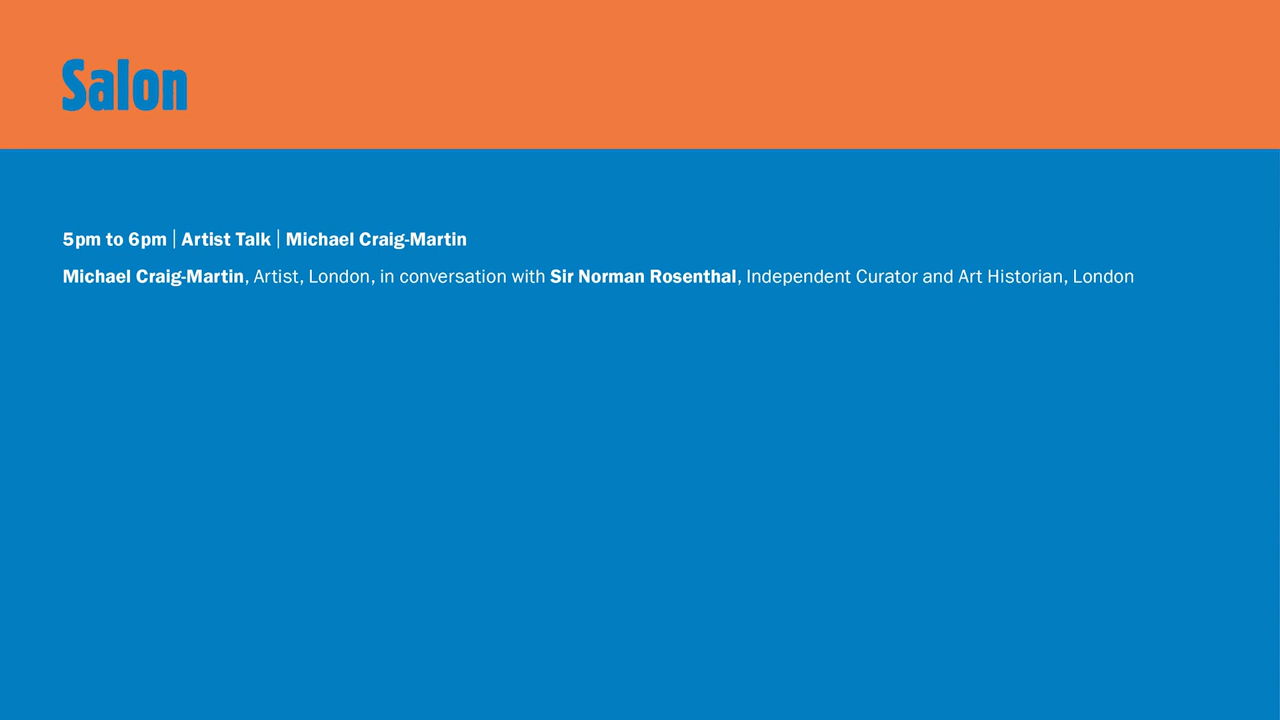 Salon
5pm to 6pm | Artist Talk | Michael Craig-Martin
Michael Craig-Martin, Artist, London, in conversation with Sir Norman Rosenthal, Independent Curator and Art Historian, London